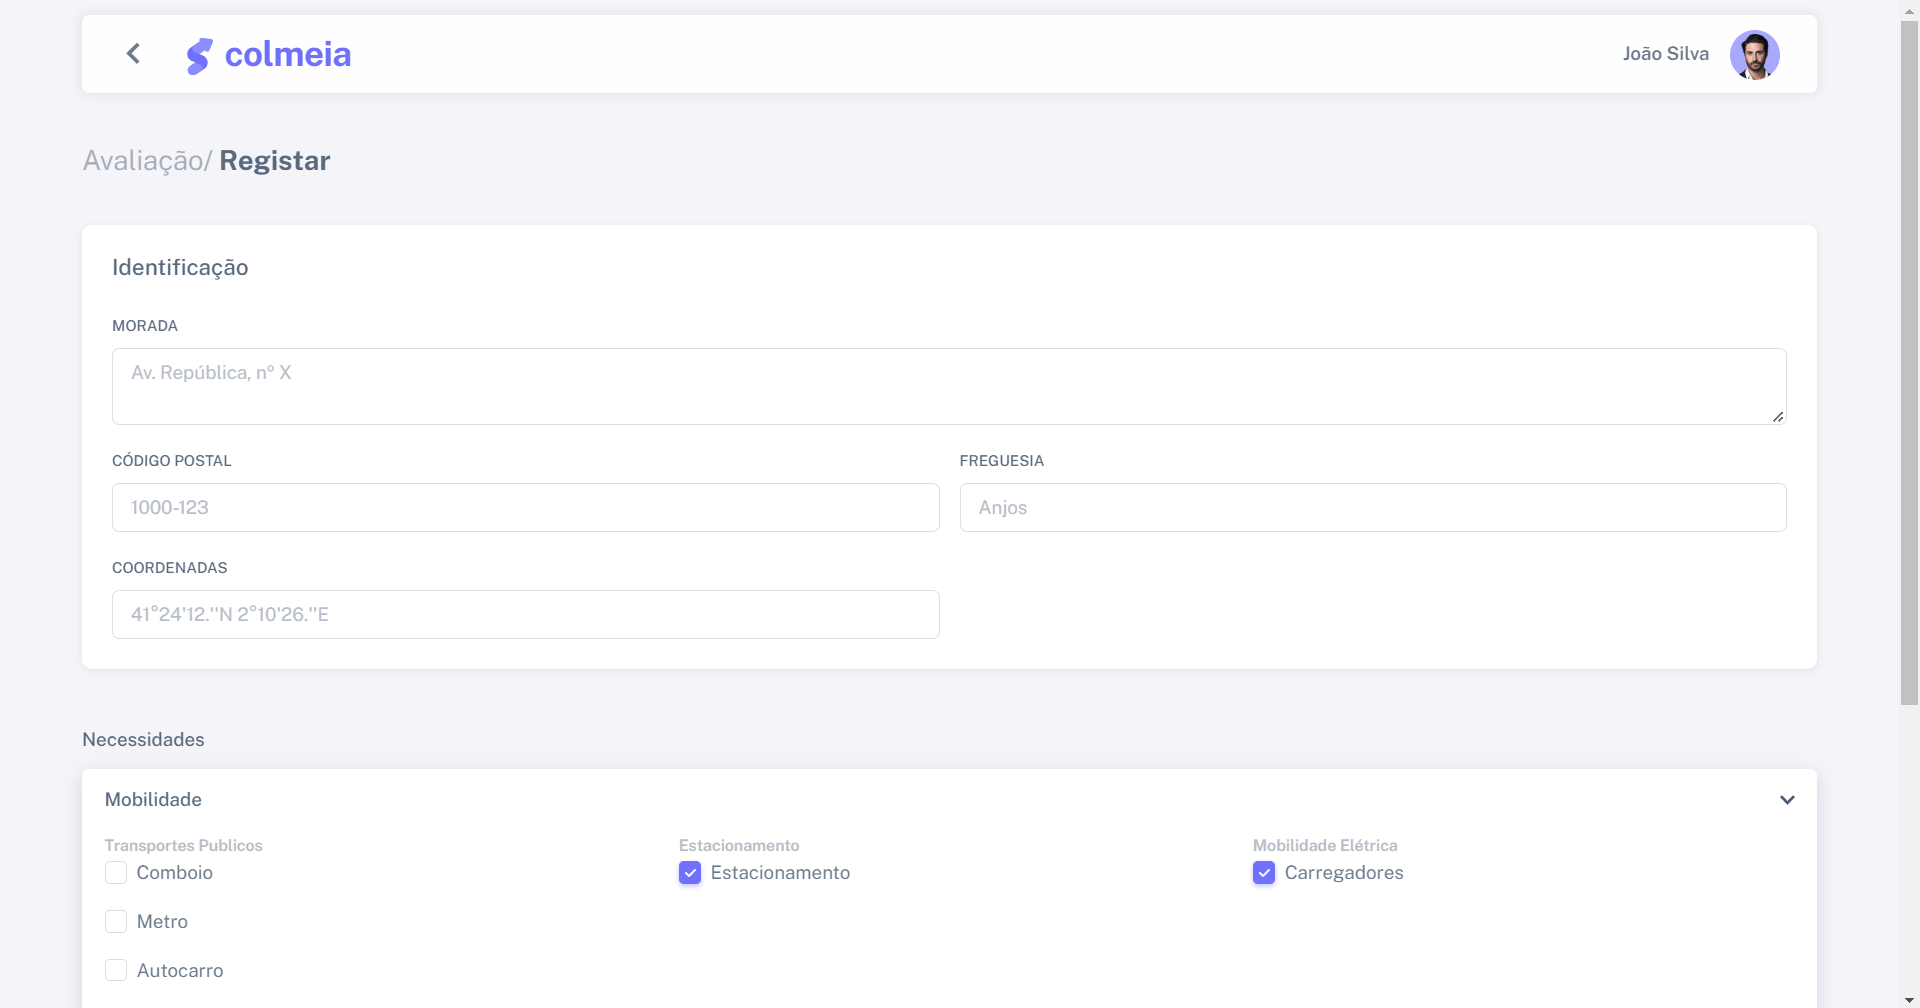 colmeia
João Silva
Avaliação/ Registar
Identificação
MORADA
Av. República, nº X
CÓDIGO POSTAL
FREGUESIA
1000-123
Anjos
COORDENADAS
41°24'12.''N 2°10'26.''E
Necessidades
Mobilidade
Transportes Publicos
Estacionamento
Mobilidade Elétrica
Comboio
Estacionamento
Carregadores
Metro
Autocarro